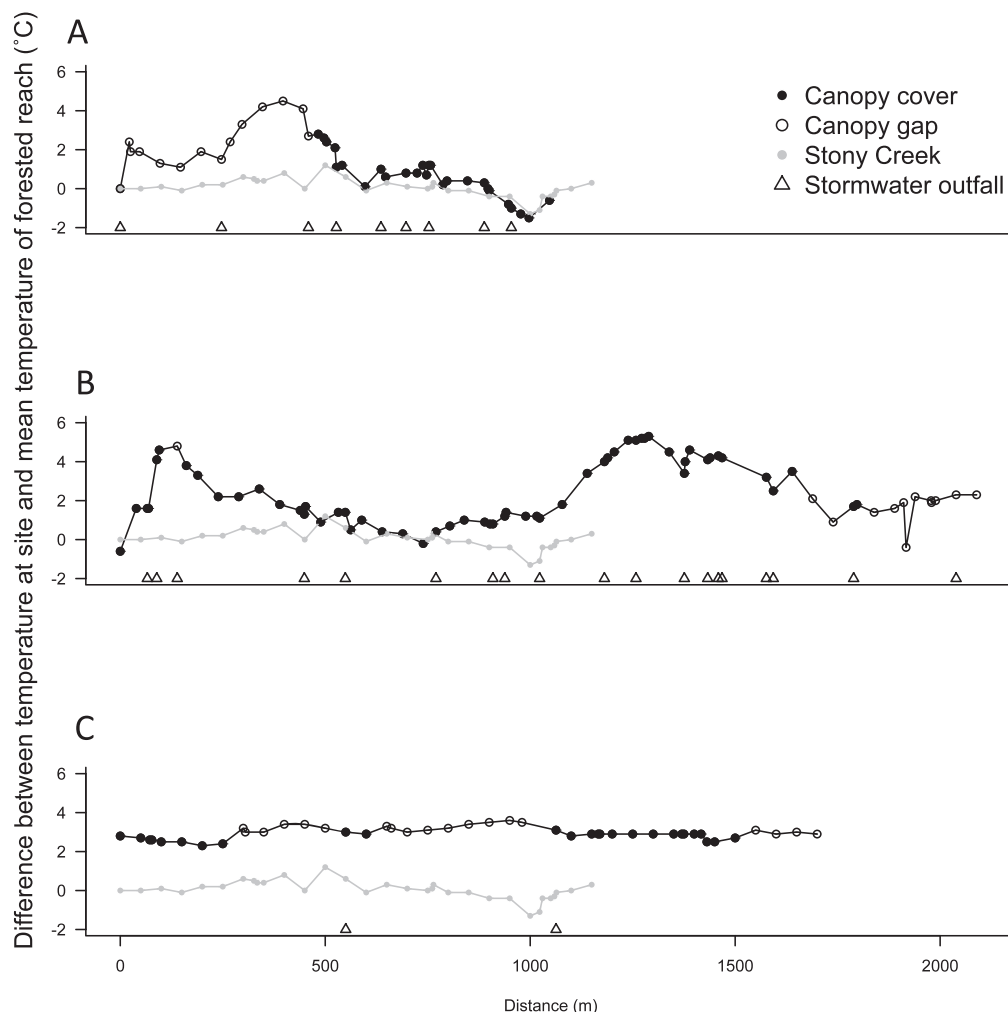 Difference between temperature at site and mean temperature of forested reach (˚C)
A
6
4
2
0
-2
Canopy cover
Canopy gap
Stony Creek
Stormwater outfall
B
6
4
2
0
-2
C
6
4
2
0
-2
0 500 1000 1500 2000
Distance (m)